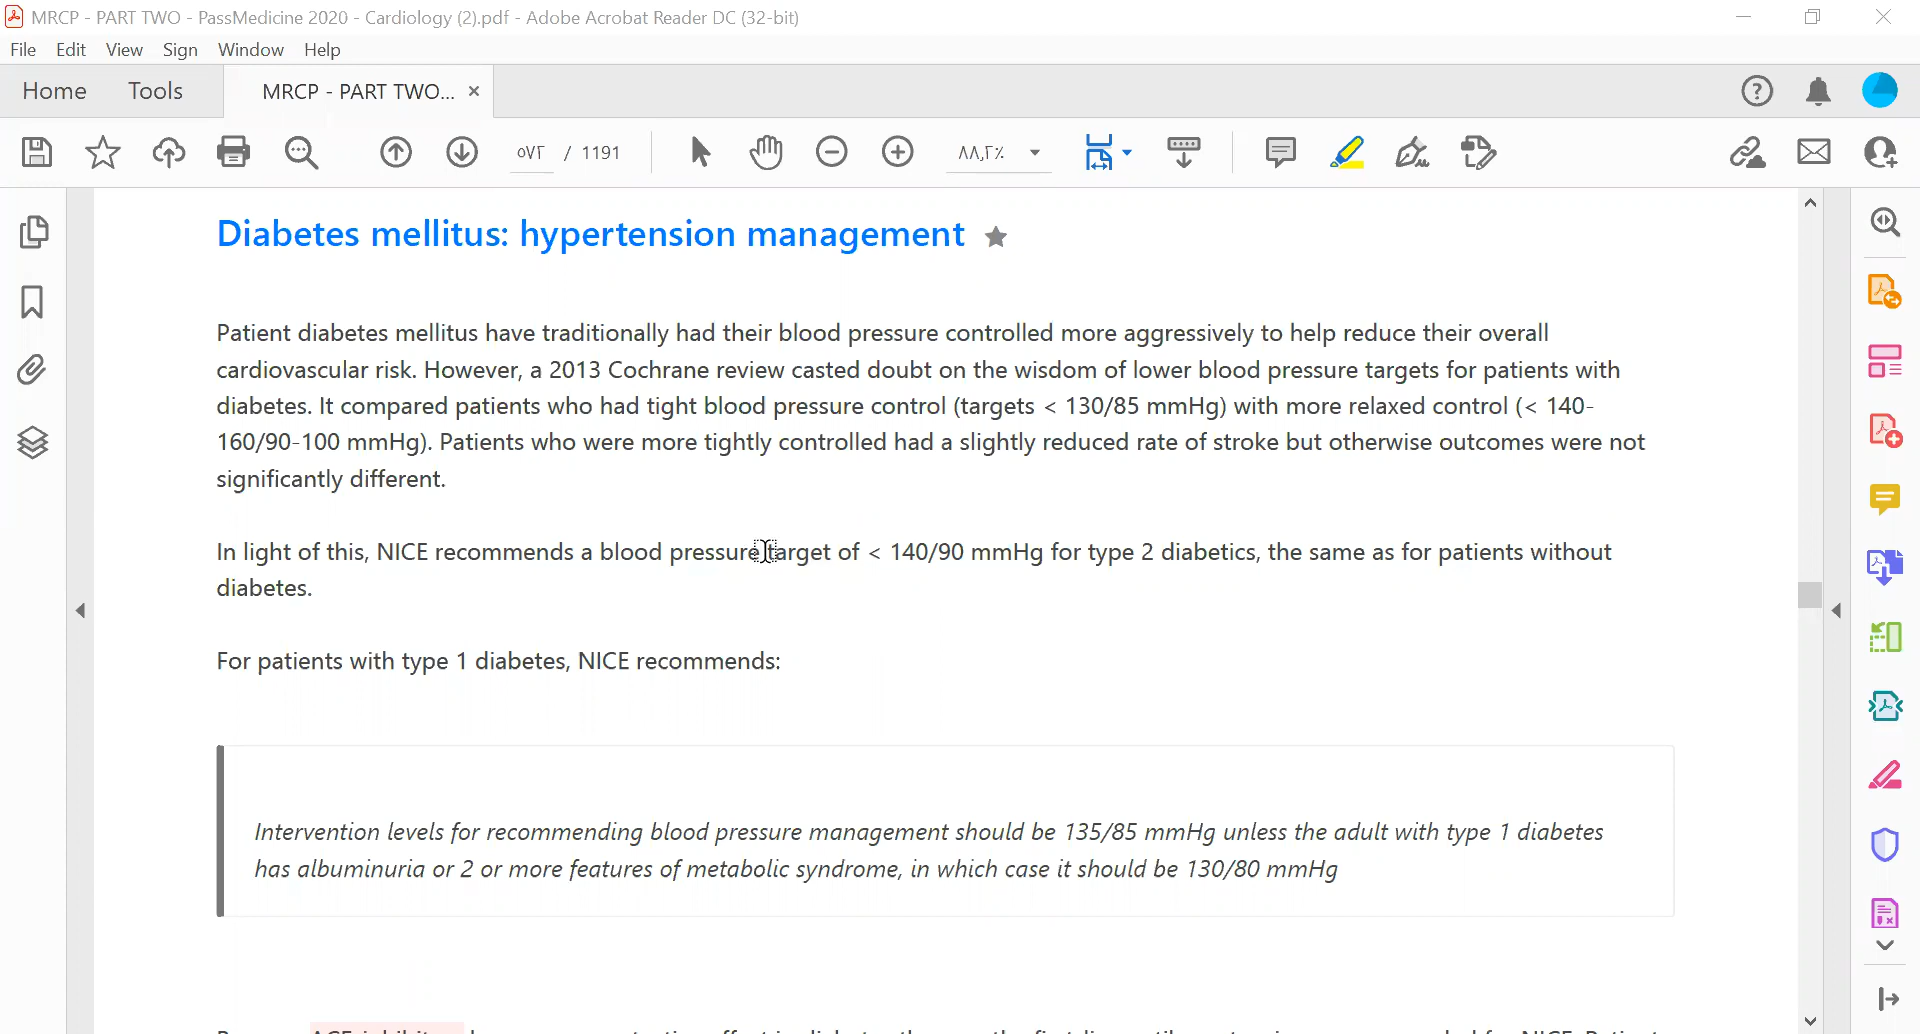 MRCP - PART TWO - PassMedicine 2020 - Cardiology (2).pdf - Adobe Acrobat Reader DC (32-bit)
File Edit View Sign Window Help
Home Tools MRCP - PART TWO... ×
٥٧٢ / 1191 ٨٨,٢٪
Diabetes mellitus: hypertension management
Patient diabetes mellitus have traditionally had their blood pressure controlled more aggressively to help reduce their overall
cardiovascular risk. However, a 2013 Cochrane review casted doubt on the wisdom of lower blood pressure targets for patients with
diabetes. It compared patients who had tight blood pressure control (targets < 130/85 mmHg) with more relaxed control (< 140-
160/90-100 mmHg). Patients who were more tightly controlled had a slightly reduced rate of stroke but otherwise outcomes were not
significantly different.
In light of this, NICE recommends a blood pressure target of < 140/90 mmHg for type 2 diabetics, the same as for patients without
diabetes.
For patients with type 1 diabetes, NICE recommends:
Intervention levels for recommending blood pressure management should be 135/85 mmHg unless the adult with type 1 diabetes
has albuminuria or 2 or more features of metabolic syndrome, in which case it should be 130/80 mmHg